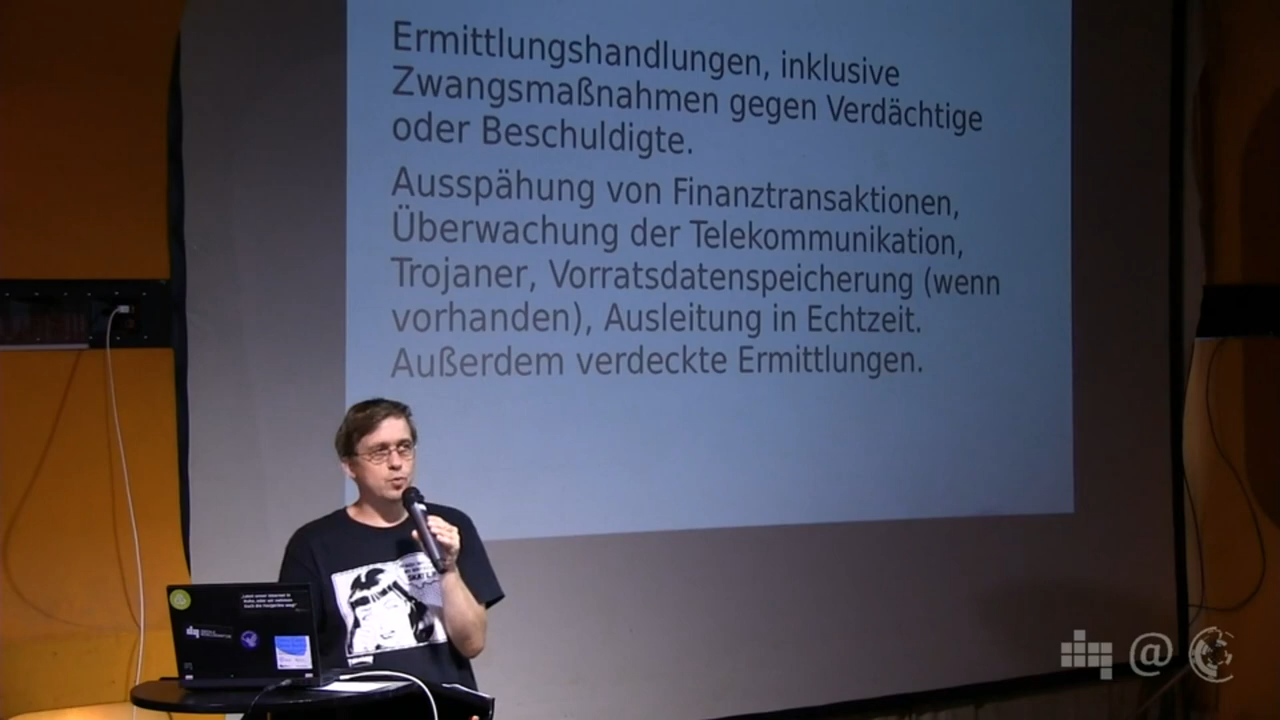 Ermittlungshandlungen, inklusive
Zwangsmaßnahmen gegen Verdächtige
oder Beschuldigte.
Ausspähung von Finanztransaktionen,
Überwachung der Telekommunikation,
Trojaner, Vorratsdatenspeicherung (wenn
vorhanden), Ausleitung in Echtzeit.
Außerdem verdeckte Ermittlungen.
@